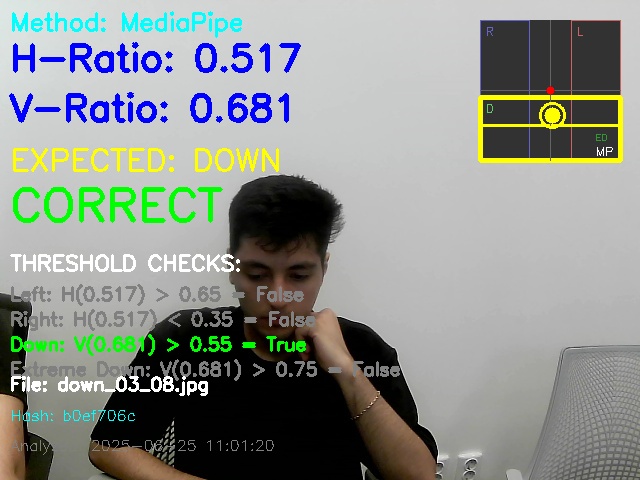 Method: MediaPipe
H-Ratio: 0.517
V-Ratio: 0.681
EXPECTED: DOWN
CORRECT
THRESHOLD CHECKS:
Left: H(0.517) > 0.65 = False
Right: H(0.517) < 0.35 = False
Down: V(0.681) > 0.55 = True
Extreme Down: V(0.681) > 0.75 = False
File: down_03_08.jpg
Hash: b0ef706c
2025-08-25 11:01:20
R
L
D
ED
MP